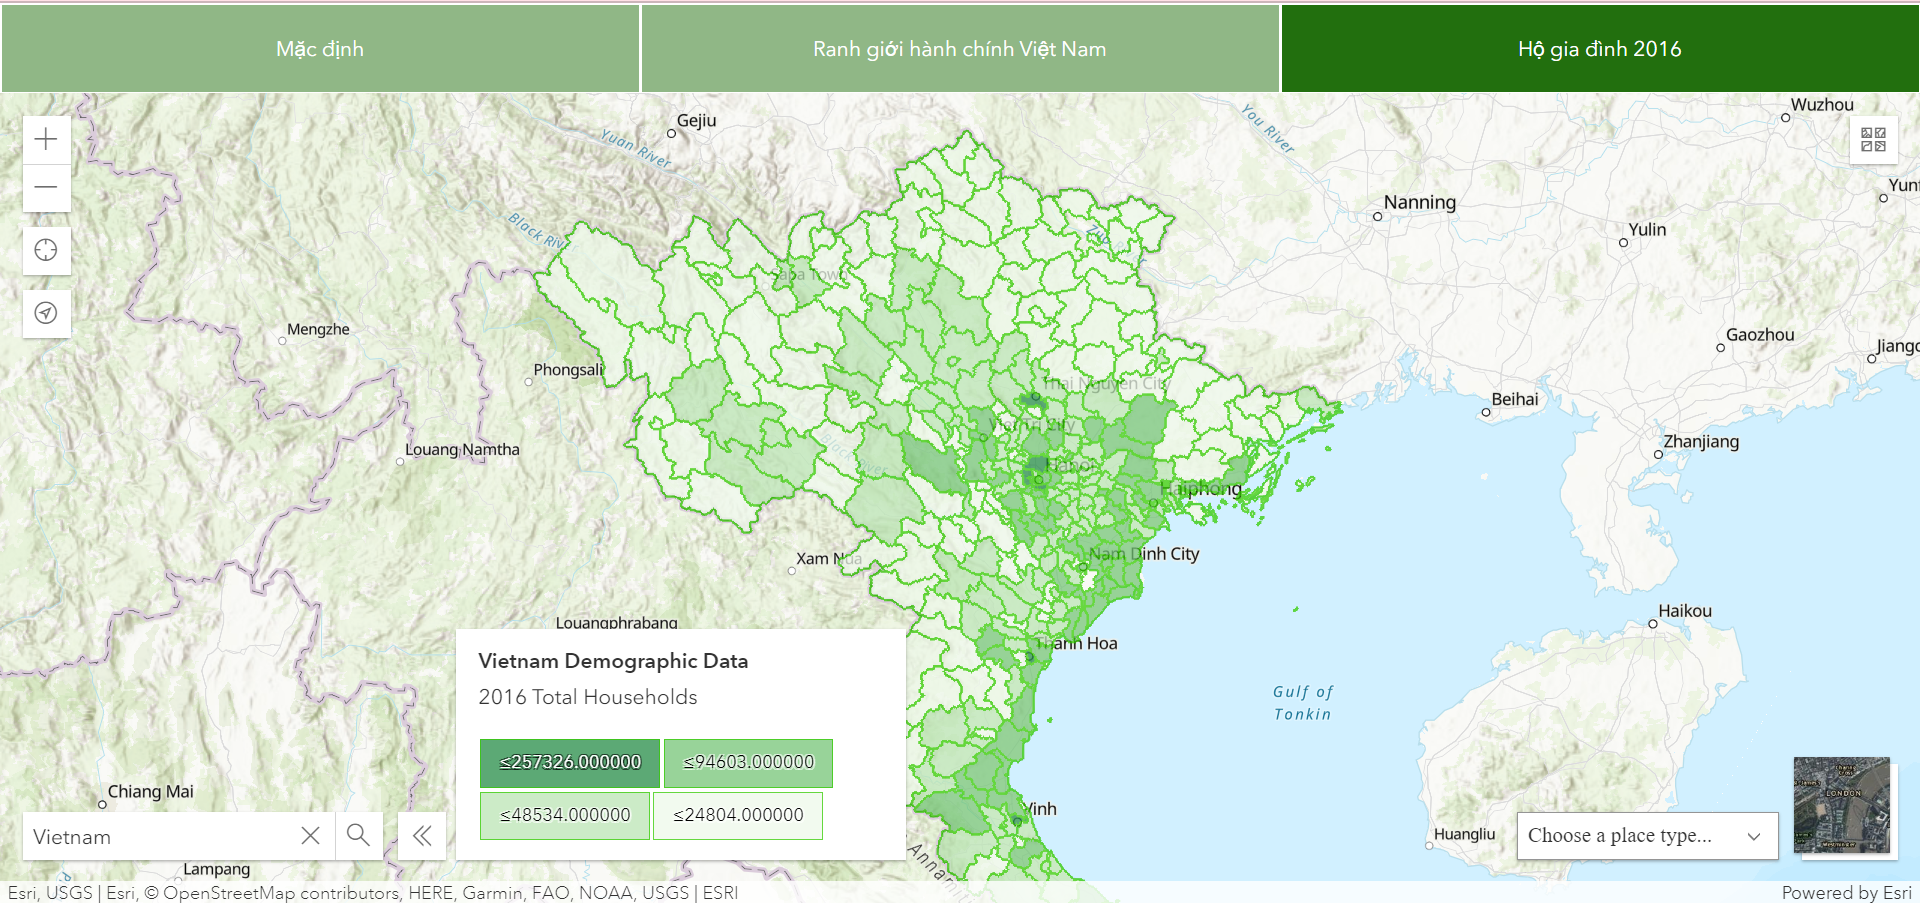 Mặc định
Ranh giới hành chính Việt Nam
Hộ gia đình 2016
Wuzhou
Gejiu
Yuan River
You River
Nanning
Yulin
Black Riv
Sapa Town
Mengzhe
Gaozhou
Phongsali
Thai Nguyen City
Beihai
Viet Tri City
Zhanjiang
Louang Namtha
Black River
Hanoi
Haiphong
Xam Nua
Nam Dinh City
Haikou
Louangphrabang
Thanh Hoa
Gulf of
Tonkin
Vietnam Demographic Data
2016 Total Households
≤257326.000000
≤94603.000000
≤48534.000000
≤24804.000000
Chiang Mai
Vinh
Vietnam
Huangliu
Choose a place type...
LONDON
Lampang
Esri, USGS | Esri, © OpenStreetMap contributors, HERE, Garmin, FAO, NOAA, USGS | ESRI
Powered by Esri